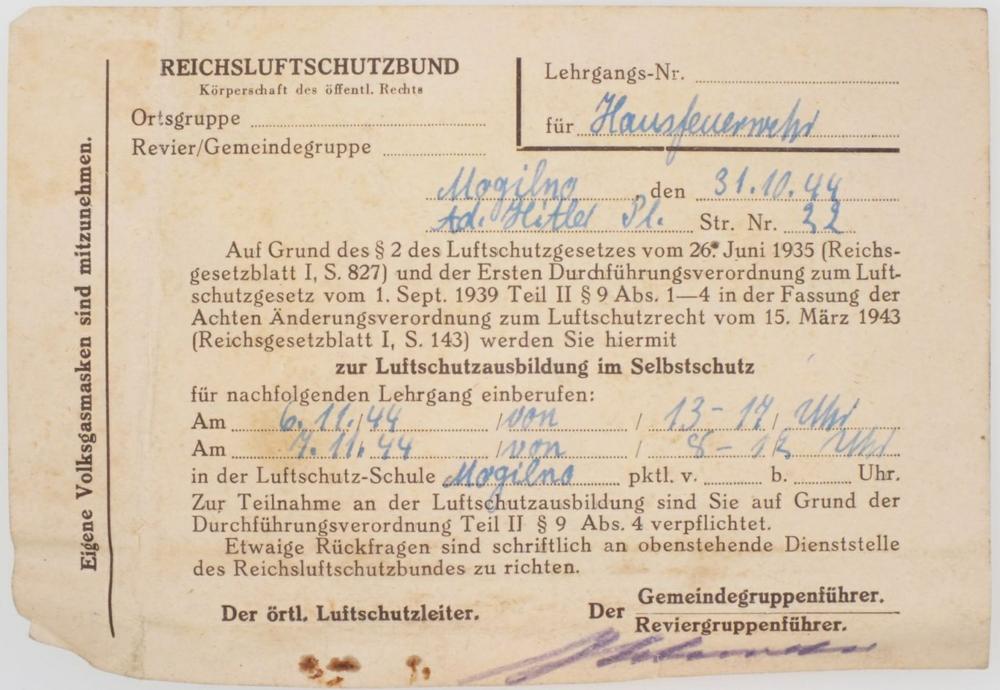 Eigene Volksgasmasken sind mitzunehmen.
REICHSLUFTSCHUTZBUND
Körperschaft des öffentl. Rechts
Ortsgruppe
Revier/Gemeindegruppe
Lehrgangs-Nr.
für Hausfeuerwehr
Mogilno, den 31.10.44
Ad. Hitler Pl. Str. Nr. 22
Auf Grund des § 2 des Luftschutzgesetzes vom 26. Juni 1935 (Reichs-
gesetzblatt I, S. 827) und der Ersten Durchführungsverordnung zum Luft-
schutzgesetz vom 1. Sept. 1939 Teil II § 9 Abs. 1—4 in der Fassung der
Achten Änderungsverordnung zum Luftschutzrecht vom 15. März 1943
(Reichsgesetzblatt I, S. 143) werden Sie hiermit
zur Luftschutzausbildung im Selbstschutz
für nachfolgenden Lehrgang einberufen:
Am 6.11.44 / von / 13-17 / Uhr
Am 7.11.44 / von / 8-12 Uhr
in der Luftschutz-Schule Mogilno pktl. v. b. Uhr.
Zur Teilnahme an der Luftschutzausbildung sind Sie auf Grund der
Durchführungsverordnung Teil II § 9 Abs. 4 verpflichtet.
Etwaige Rückfragen sind schriftlich an obenstehende Dienststelle
des Reichsluftschutzbundes zu richten.
Der örtl. Luftschutzleiter.
Der Gemeindegruppenführer.
Reviergruppenführer.